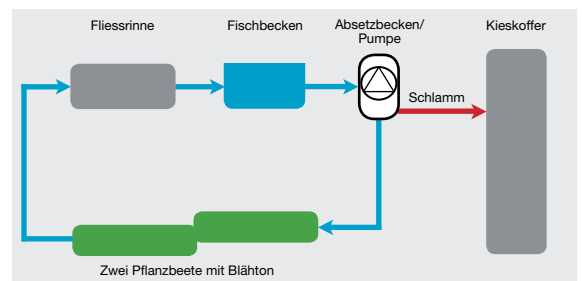 Fliessrinne
Fischbecken
Absetzbecken/
Pumpe
Kieskoffer
Schlamm
Zwei Pflanzbeete mit Blähton